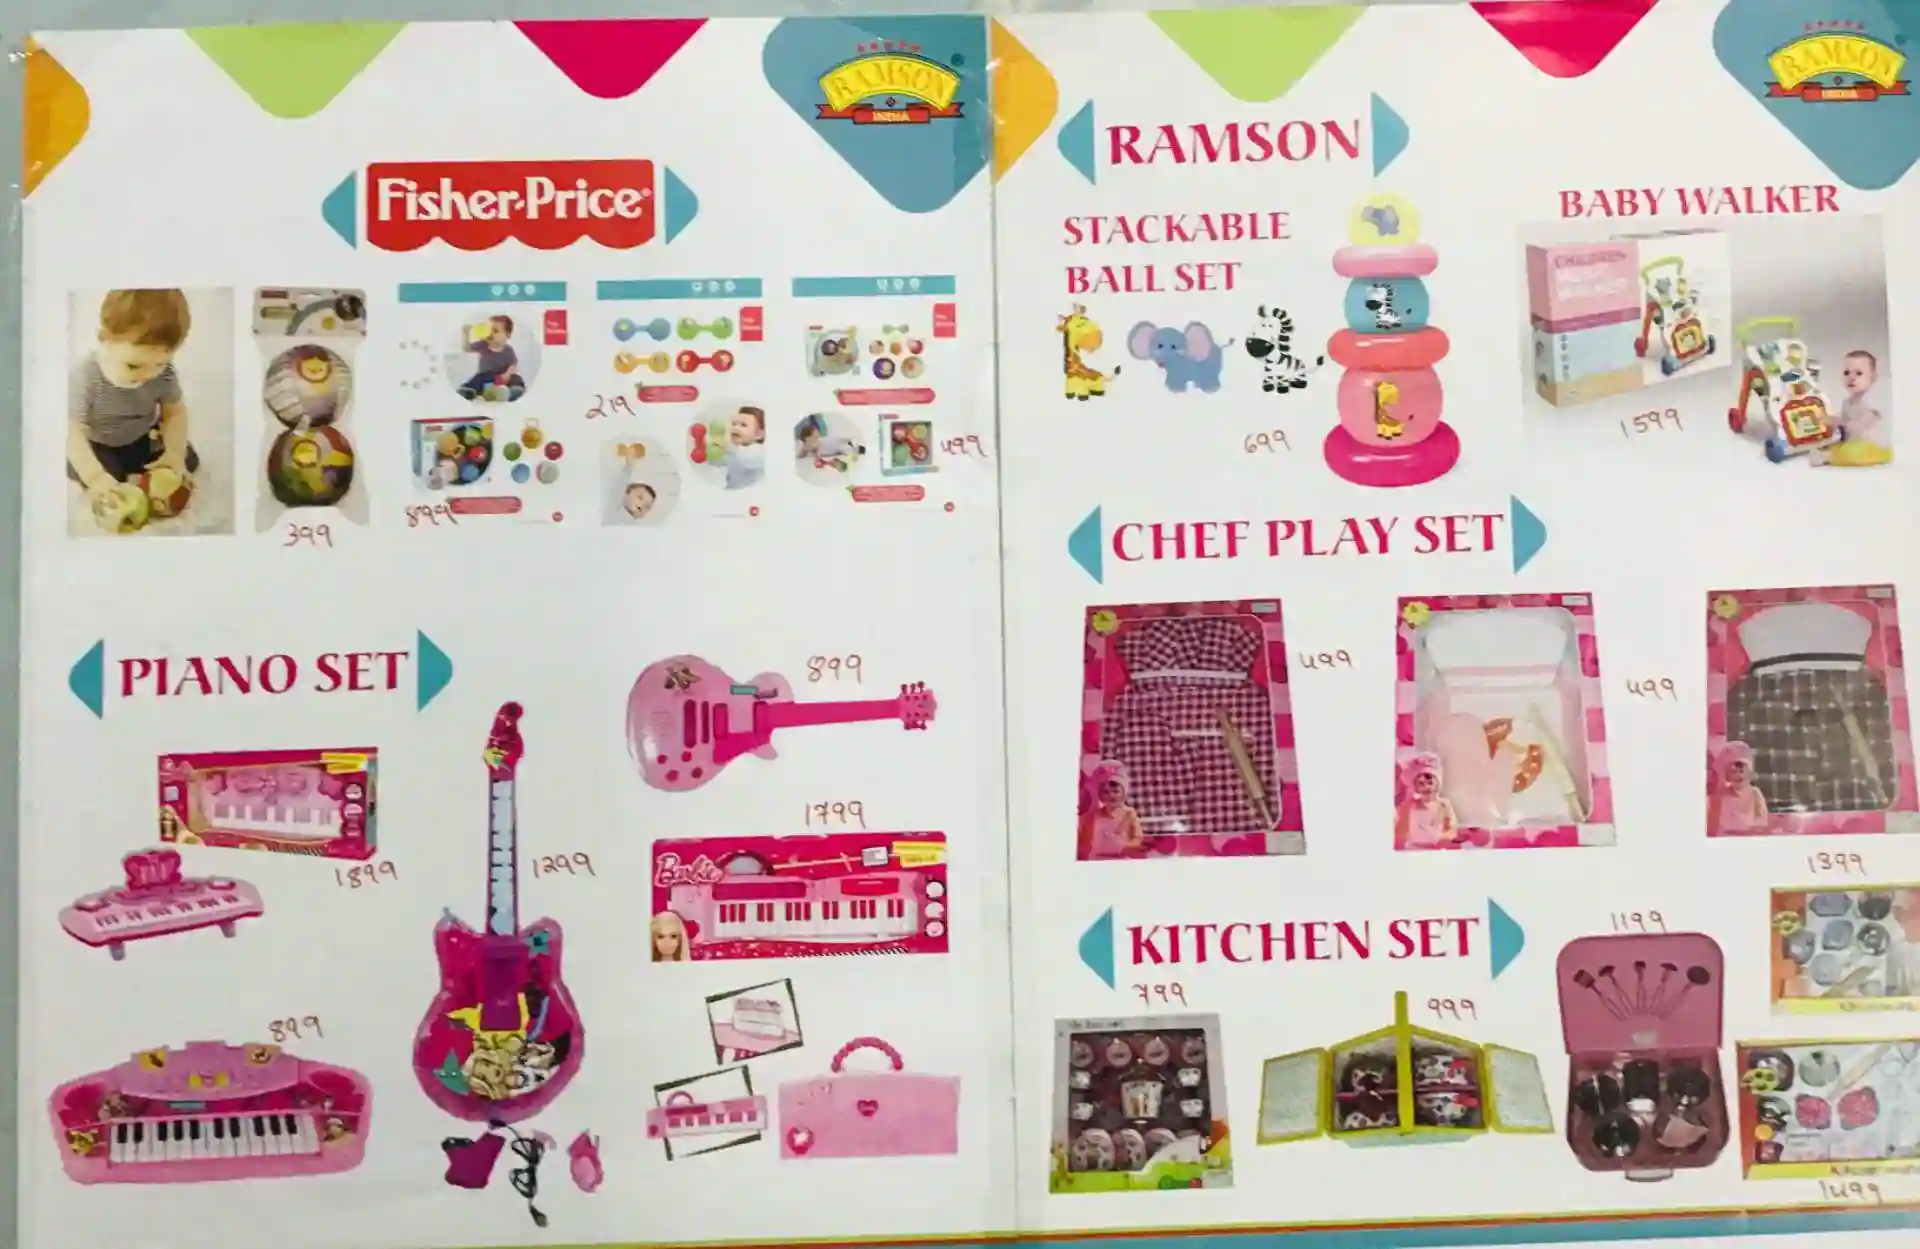 RAMSON
INDIA
Fisher-Price
399
899
219
499
PIANO SET
899
1799
1899
1299
Barbie
899
RAMSON
INDIA
RAMSON
STACKABLE
BALL SET
699
BABY WALKER
CHILDREN
WALKER
1599
CHEF PLAY SET
499
499
1399
KITCHEN SET
799
999
1199
1499